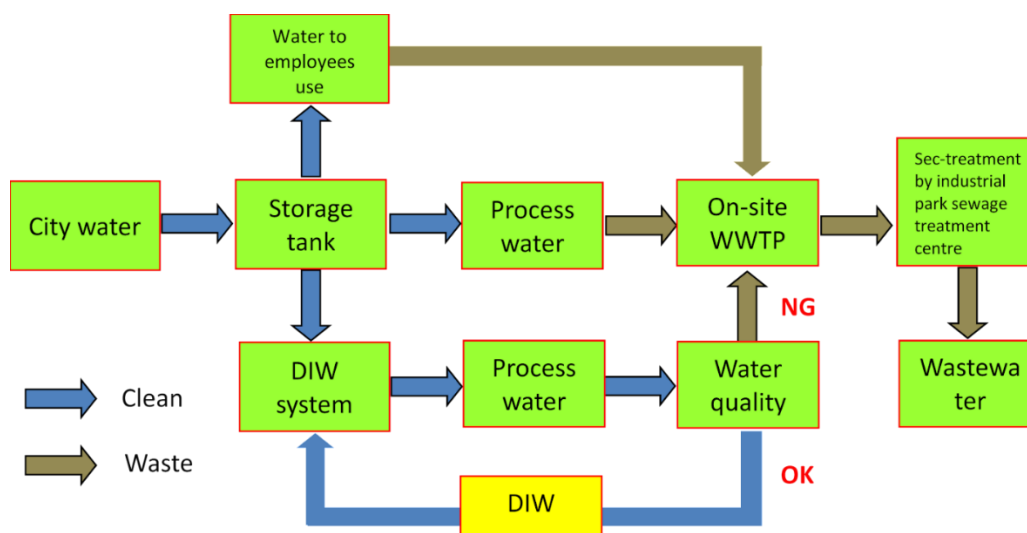 Water to
employees
use
City water
Storage
tank
Process
water
On-site
WWTP
Sec-treatment
by industrial
park sewage
treatment
centre
NG
DIW
system
Process
water
Water
quality
Wastewa
ter
Clean
Waste
OK
DIW